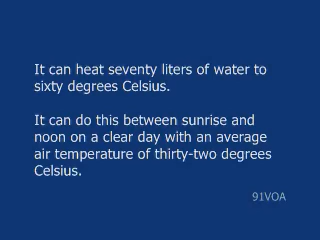 It can heat seventy liters of water to
sixty degrees Celsius.
It can do this between sunrise and
noon on a clear day with an average
air temperature of thirty-two degrees
Celsius.
91VOA